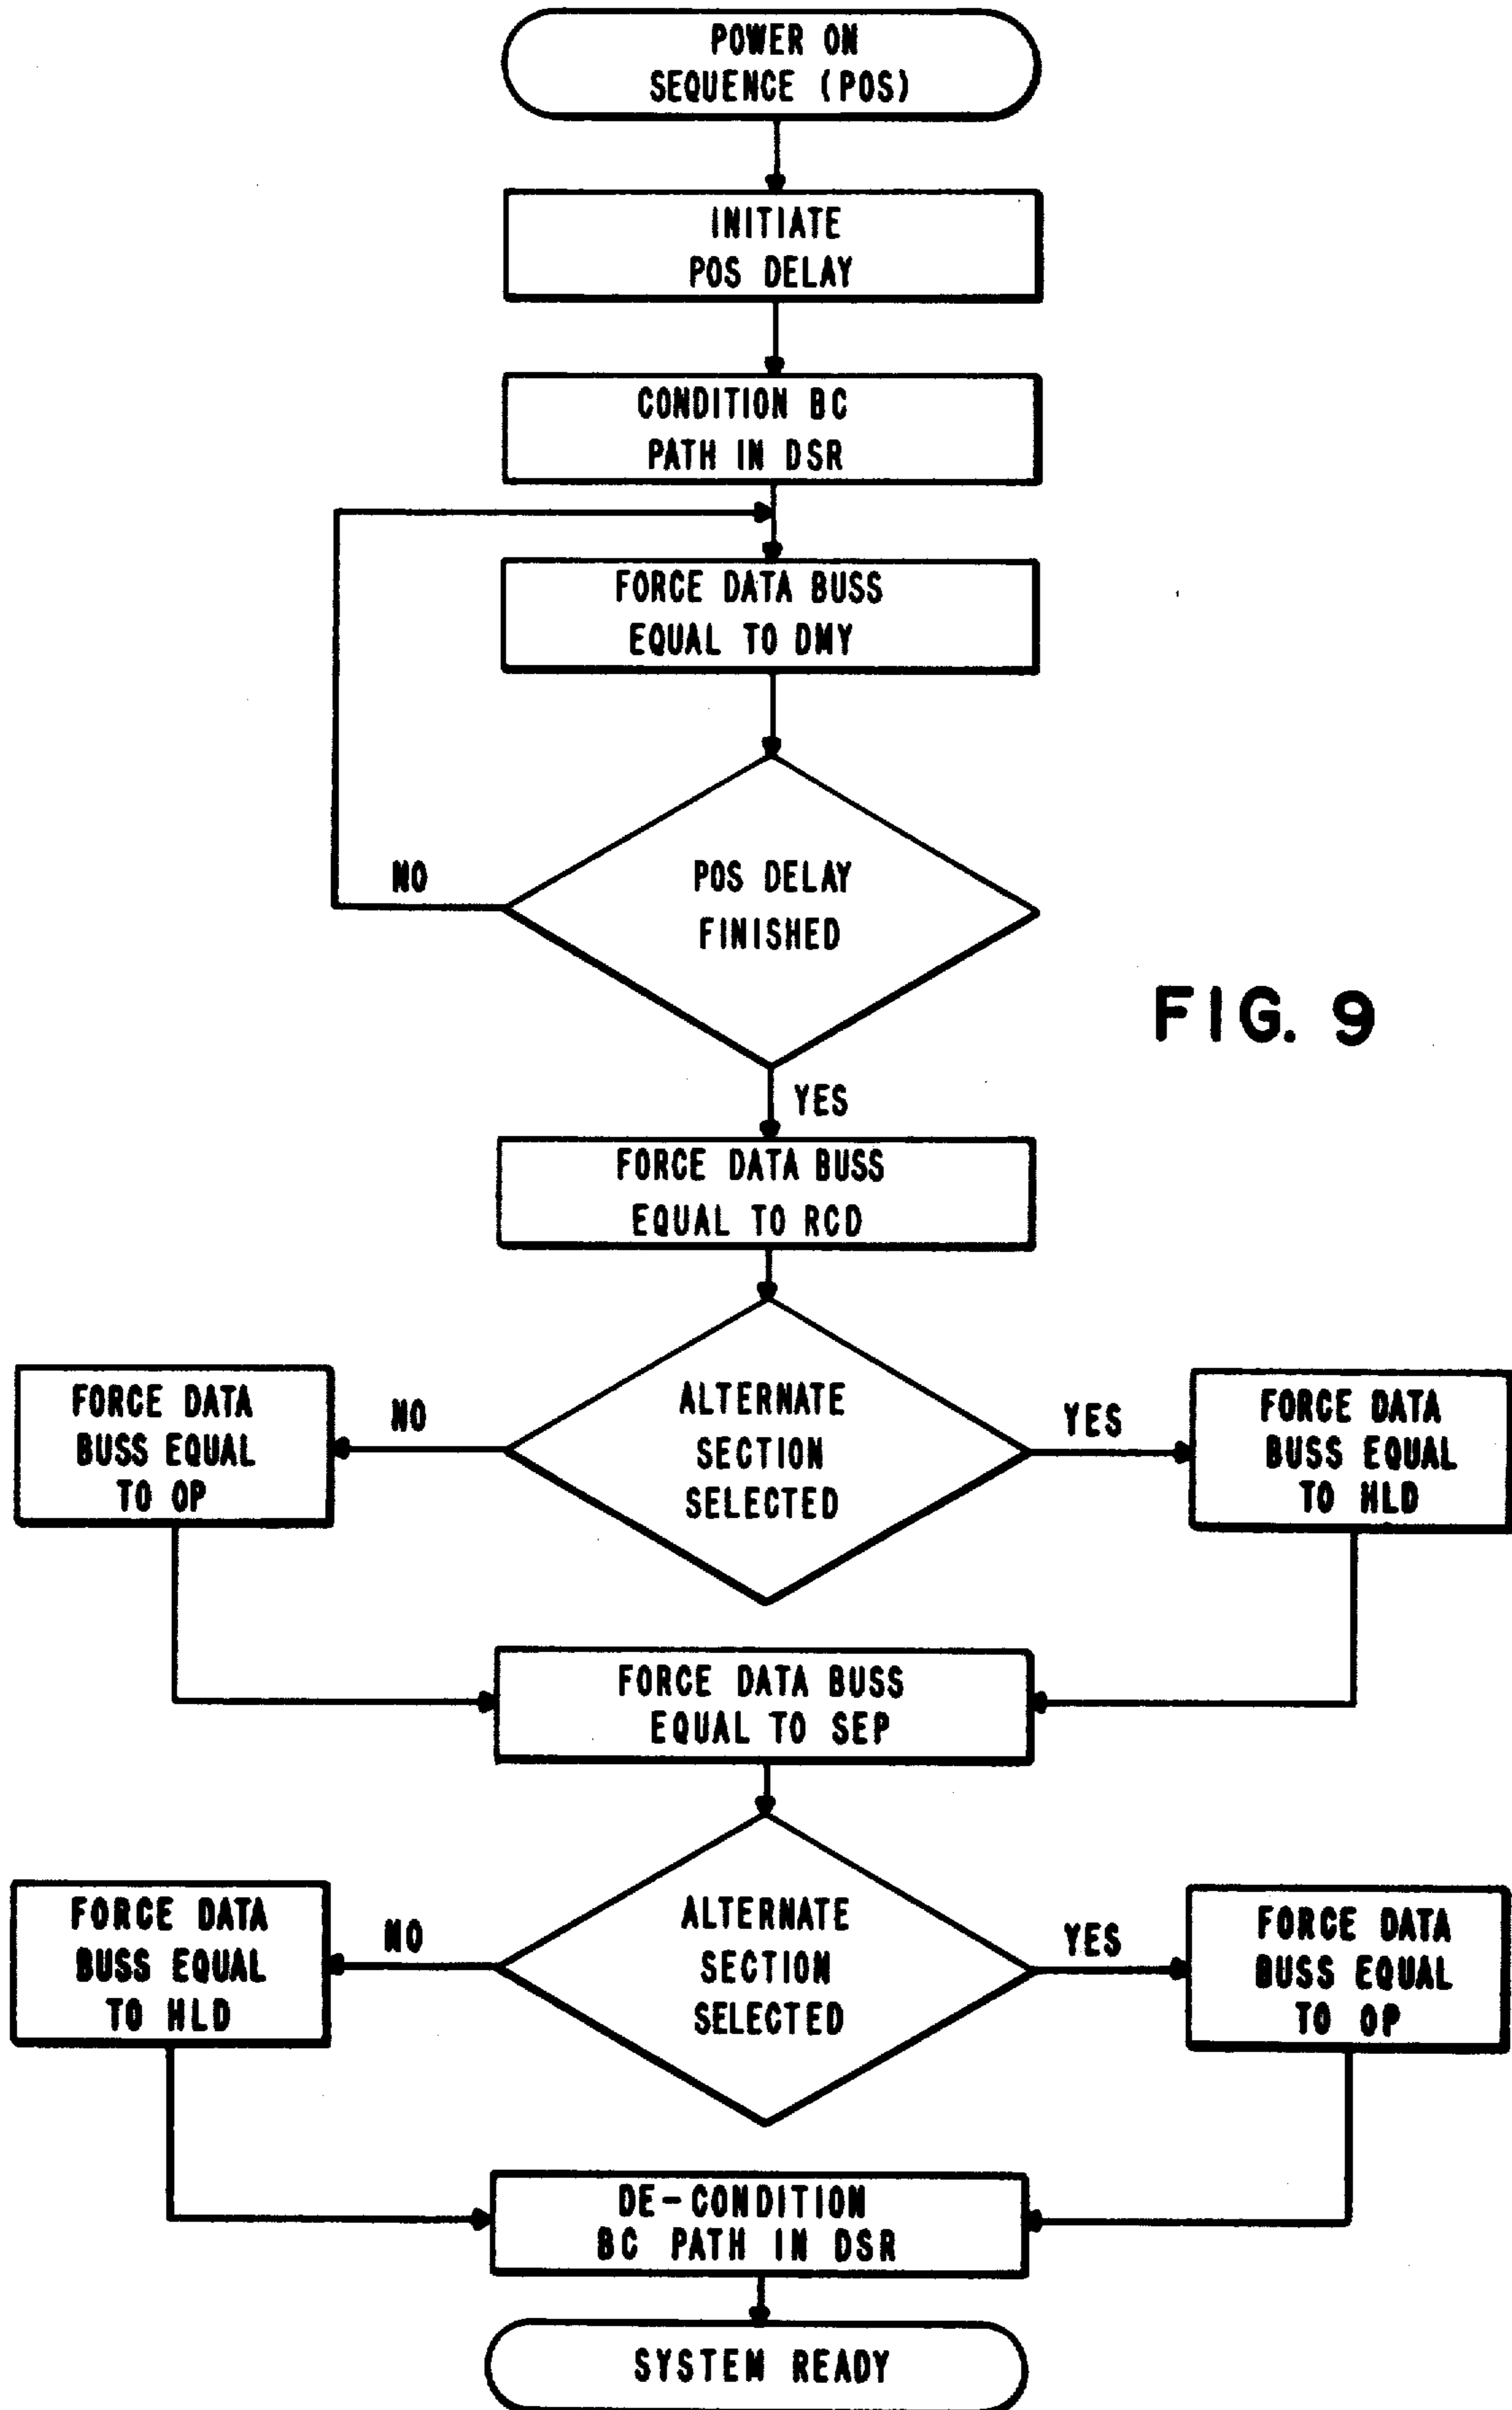 POWER ON
SEQUENCE (POS)
INITIATE
POS DELAY
CONDITION BC
PATH IN DSR
FORCE DATA BUSS
EQUAL TO DMY
NO
POS DELAY
FINISHED
FIG. 9
YES
FORCE DATA BUSS
EQUAL TO RCD
FORCE DATA
BUSS EQUAL
TO OP
NO
ALTERNATE
SECTION
SELECTED
YES
FORCE DATA
BUSS EQUAL
TO HLD
FORCE DATA BUSS
EQUAL TO SEP
FORCE DATA
BUSS EQUAL
TO HLD
NO
ALTERNATE
SECTION
SELECTED
YES
FORCE DATA
BUSS EQUAL
TO OP
DE-CONDITION
BC PATH IN DSR
SYSTEM READY